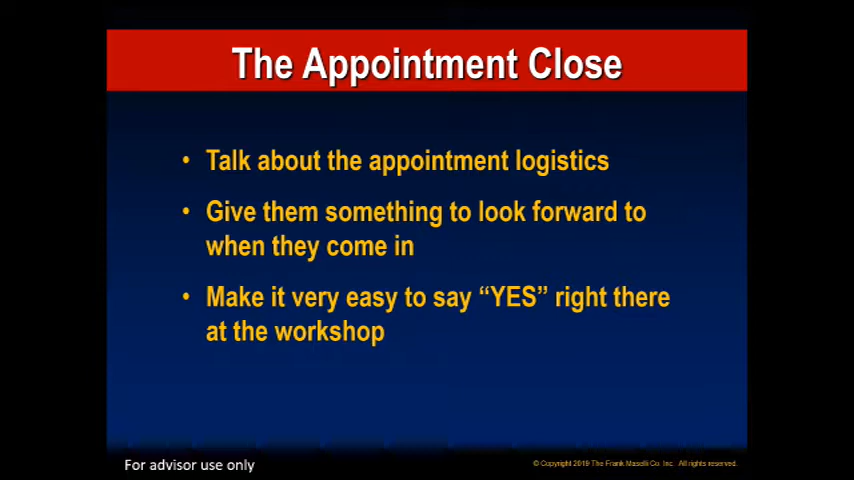 The Appointment Close
• Talk about the appointment logistics
• Give them something to look forward to
when they come in
• Make it very easy to say “YES” right there
at the workshop
For advisor use only
© Copyright 2019 The Frank Maselli Co. Inc. All rights reserved.